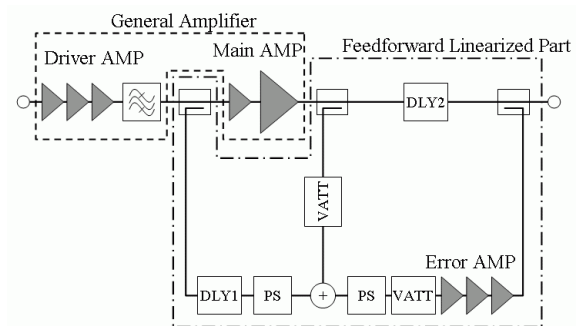 General Amplifier
Driver AMP
Main AMP
Feedforward Linearized Part
DLY2
VATT
Error AMP
DLY1
PS
+
PS
VATT